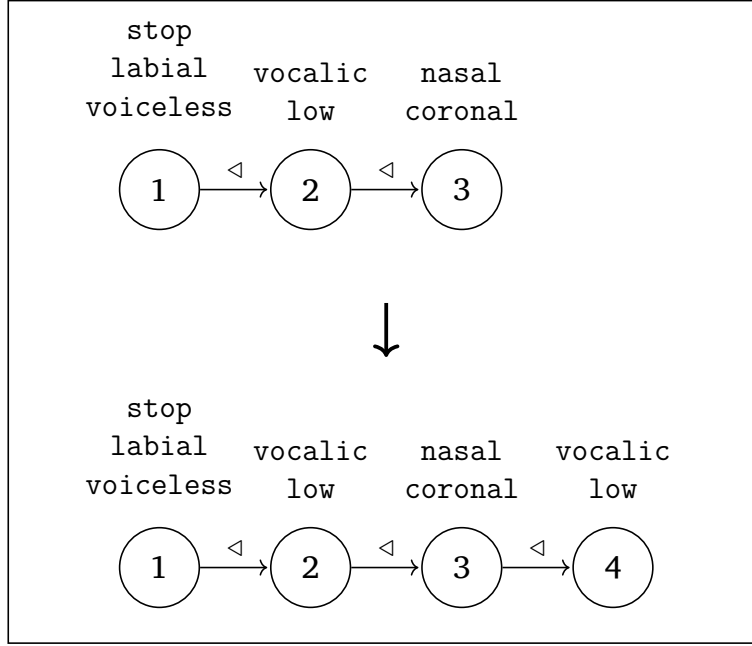 stop
labial vocalic nasal
voiceless low coronal
◁ ◁
1 2 3
stop
labial vocalic nasal vocalic
voiceless low coronal low
◁ ◁ ◁
1 2 3 4